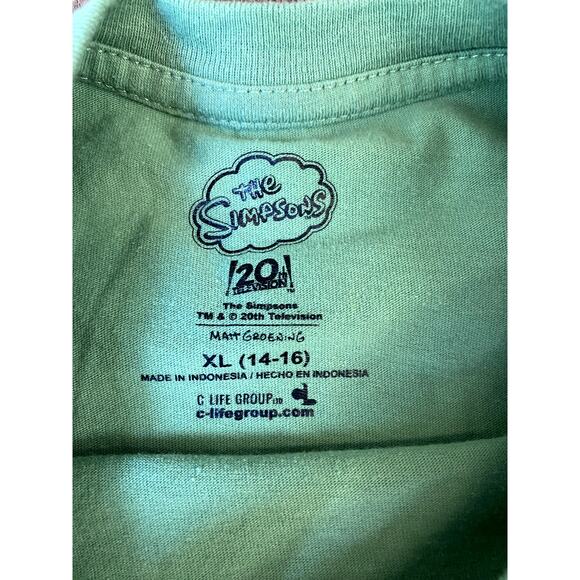 THE
SIMPSONS
20th
TELEVISION TM
The Simpsons
TM & © 20th Television
MATT GROENING
XL (14-16)
MADE IN INDONESIA / HECHO EN INDONESIA
C LIFE GROUP LTD
c-lifegroup.com